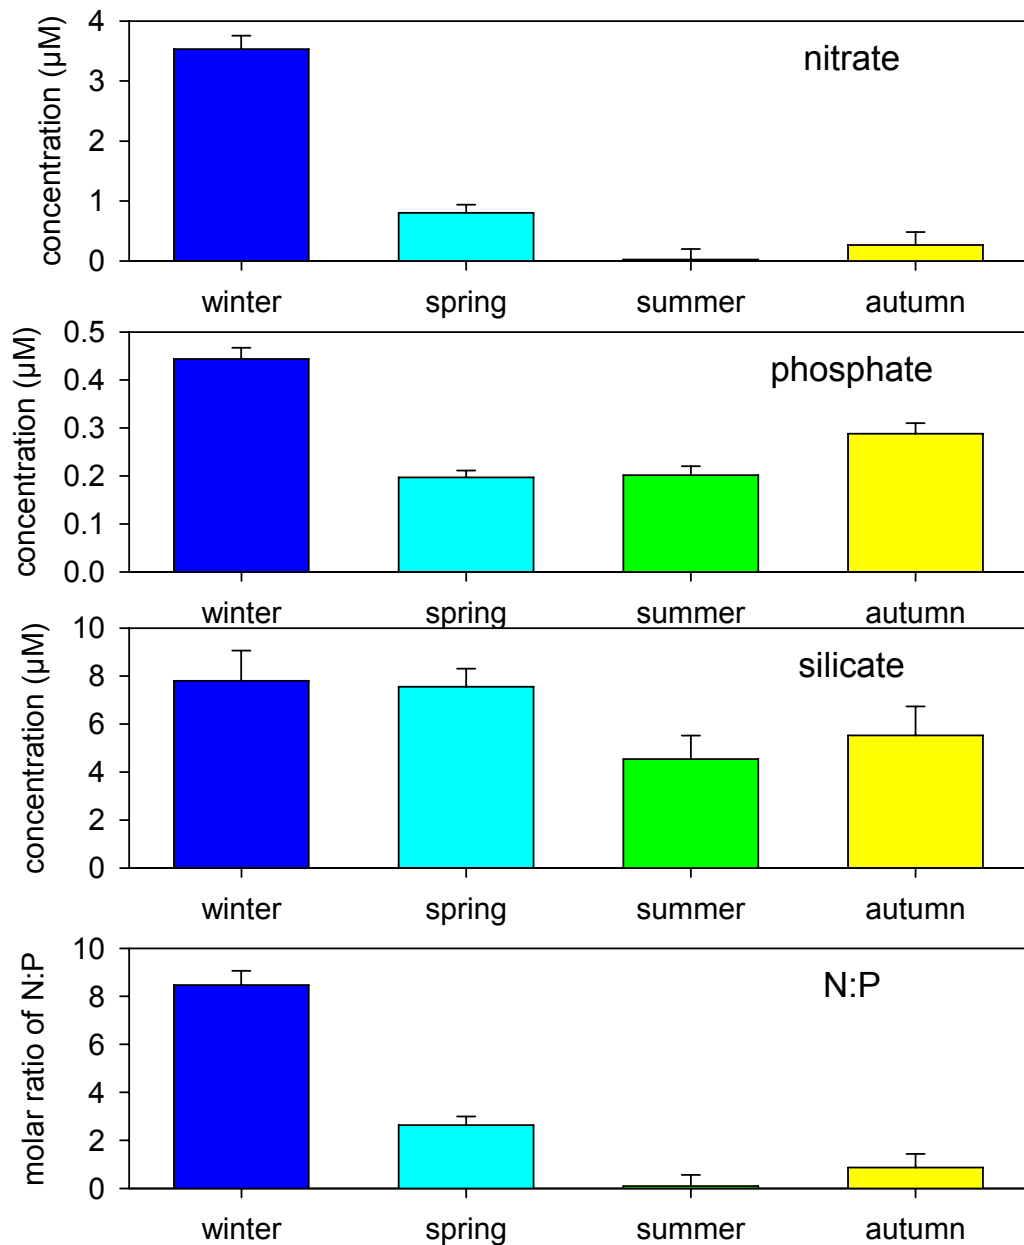 concentration (µM)
4
3
2
1
0
nitrate
winter spring summer autumn
concentration (µM)
0.5
0.4
0.3
0.2
0.1
0.0
phosphate
winter spring summer autumn
concentration (µM)
10
8
6
4
2
0
silicate
winter spring summer autumn
molar ratio of N:P
10
8
6
4
2
0
N:P
winter spring summer autumn